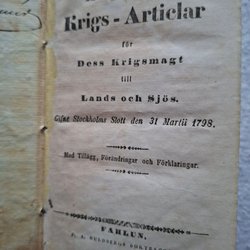 Krigs-Articlar
för
Dess Krigsmagt
till
Lands och Sjös.
Gifne Stockholms Slott den 31 Martii 1798.
Med Tillägg, Förändringar och Förklaringar.
FAHLUN,